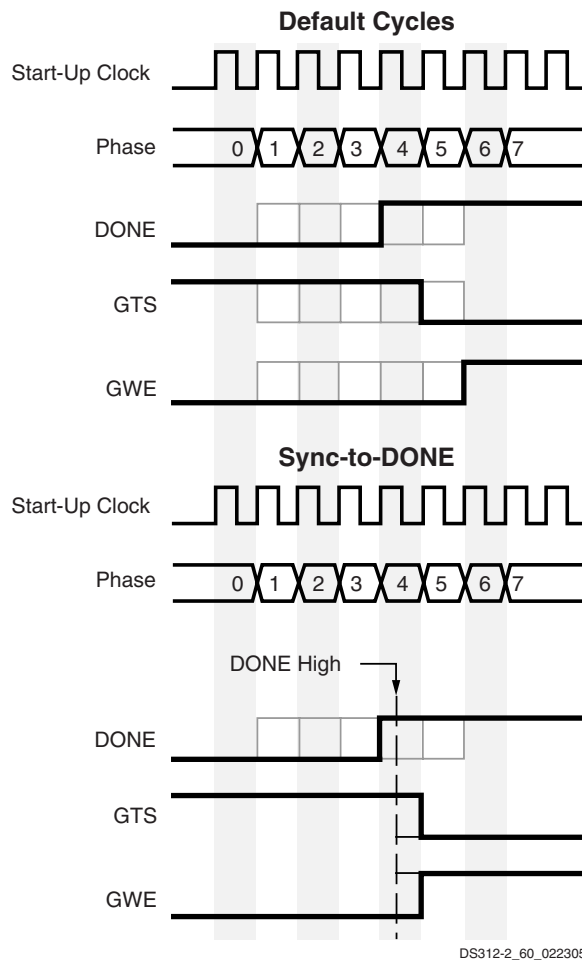 Default Cycles
Start-Up Clock
Phase
0 1 2 3 4 5 6 7
DONE
GTS
GWE
Sync-to-DONE
Start-Up Clock
Phase
0 1 2 3 4 5 6 7
DONE High
DONE
GTS
GWE
DS312-2_60_022305